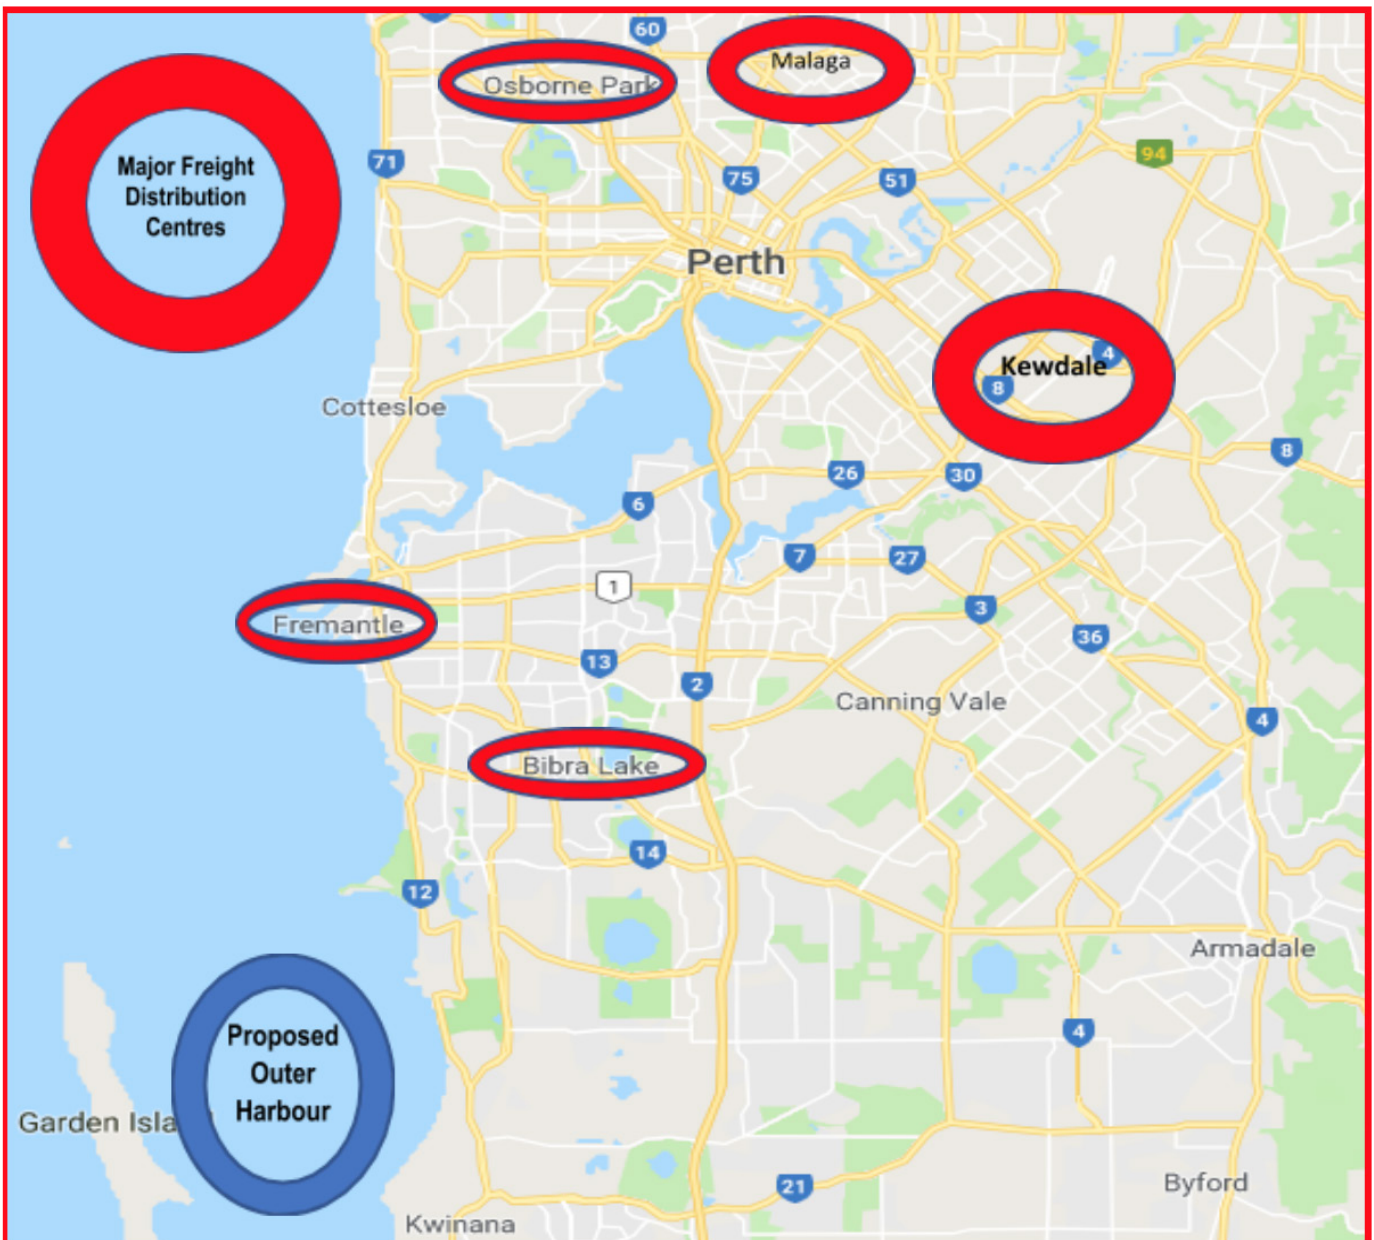 60
Osborne Park
Malaga
Major Freight
Distribution
Centres
71
75
51
94
Perth
Kewdale
4
8
Cottesloe
8
26
30
6
7
27
1
Fremantle
3
36
13
2
Canning Vale
4
Bibra Lake
14
12
Armadale
Proposed
Outer
Harbour
4
Garden Isla
21
Byford
Kwinana